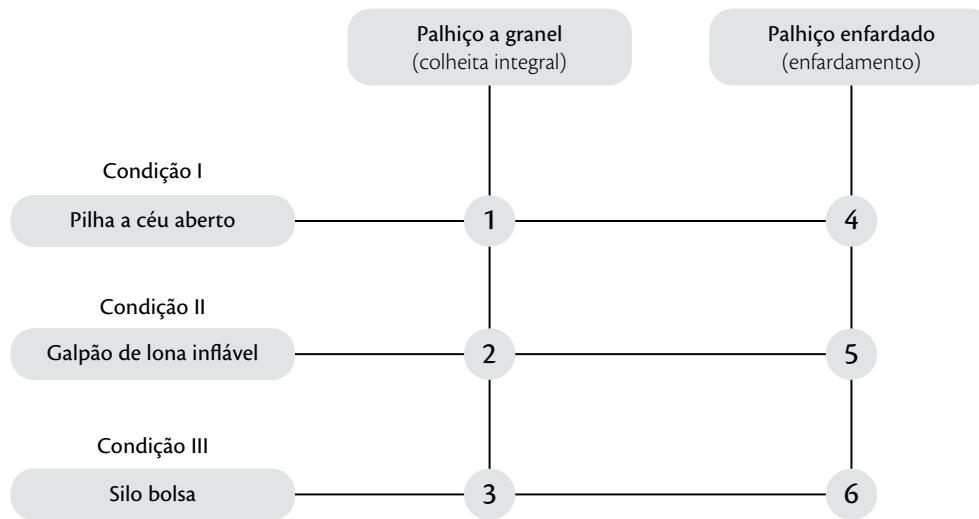 Palhiço a granel
(colheita integral)
Palhiço enfardado
(enfardamento)
Condição I
Pilha a céu aberto
1
4
Condição II
Galpão de lona inflável
2
5
Condição III
Silo bolsa
3
6